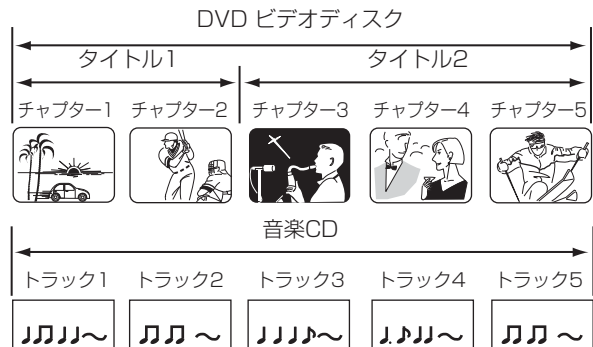 DVD ビデオディスク
タイトル1 タイトル2
チャプター1 チャプター2 チャプター3 チャプター4 チャプター5
音楽CD
トラック1 トラック2 トラック3 トラック4 トラック5